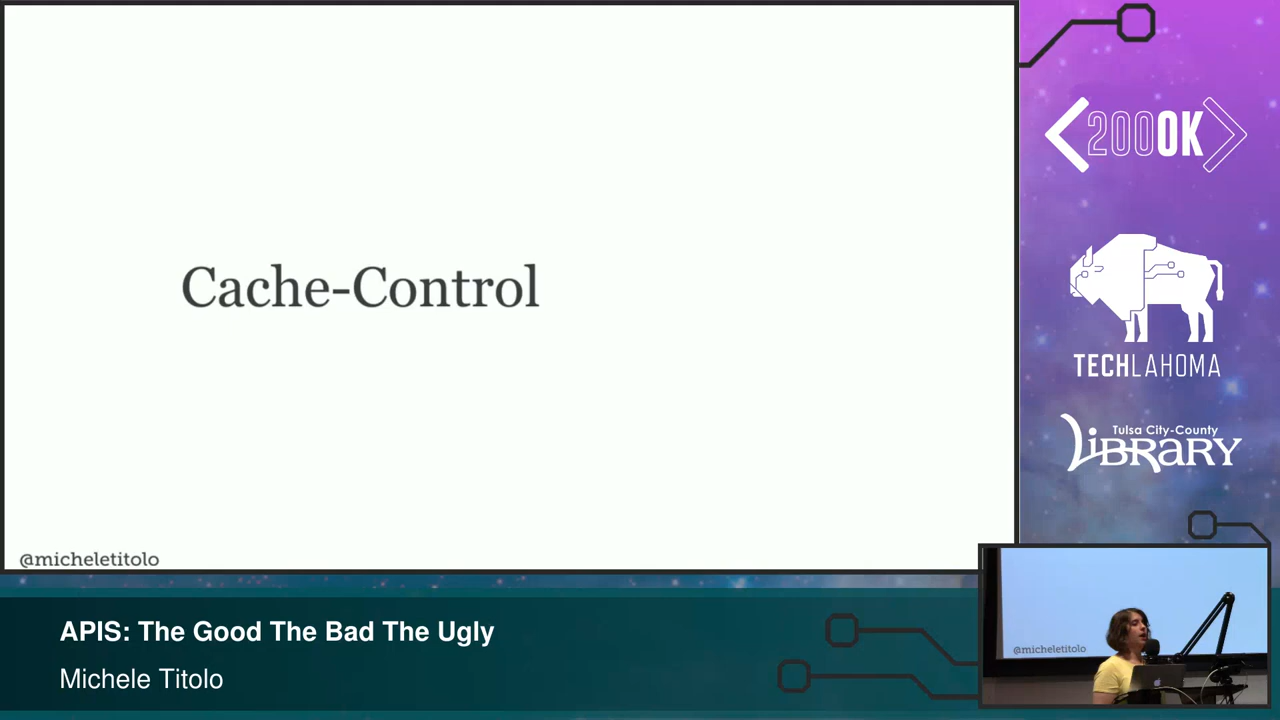 Cache-Control
@micheletitolo
<200OK>
TECHLAHOMA
Tulsa City-County
LIBRARY
@micheletitolo
APIS: The Good The Bad The Ugly
Michele Titolo